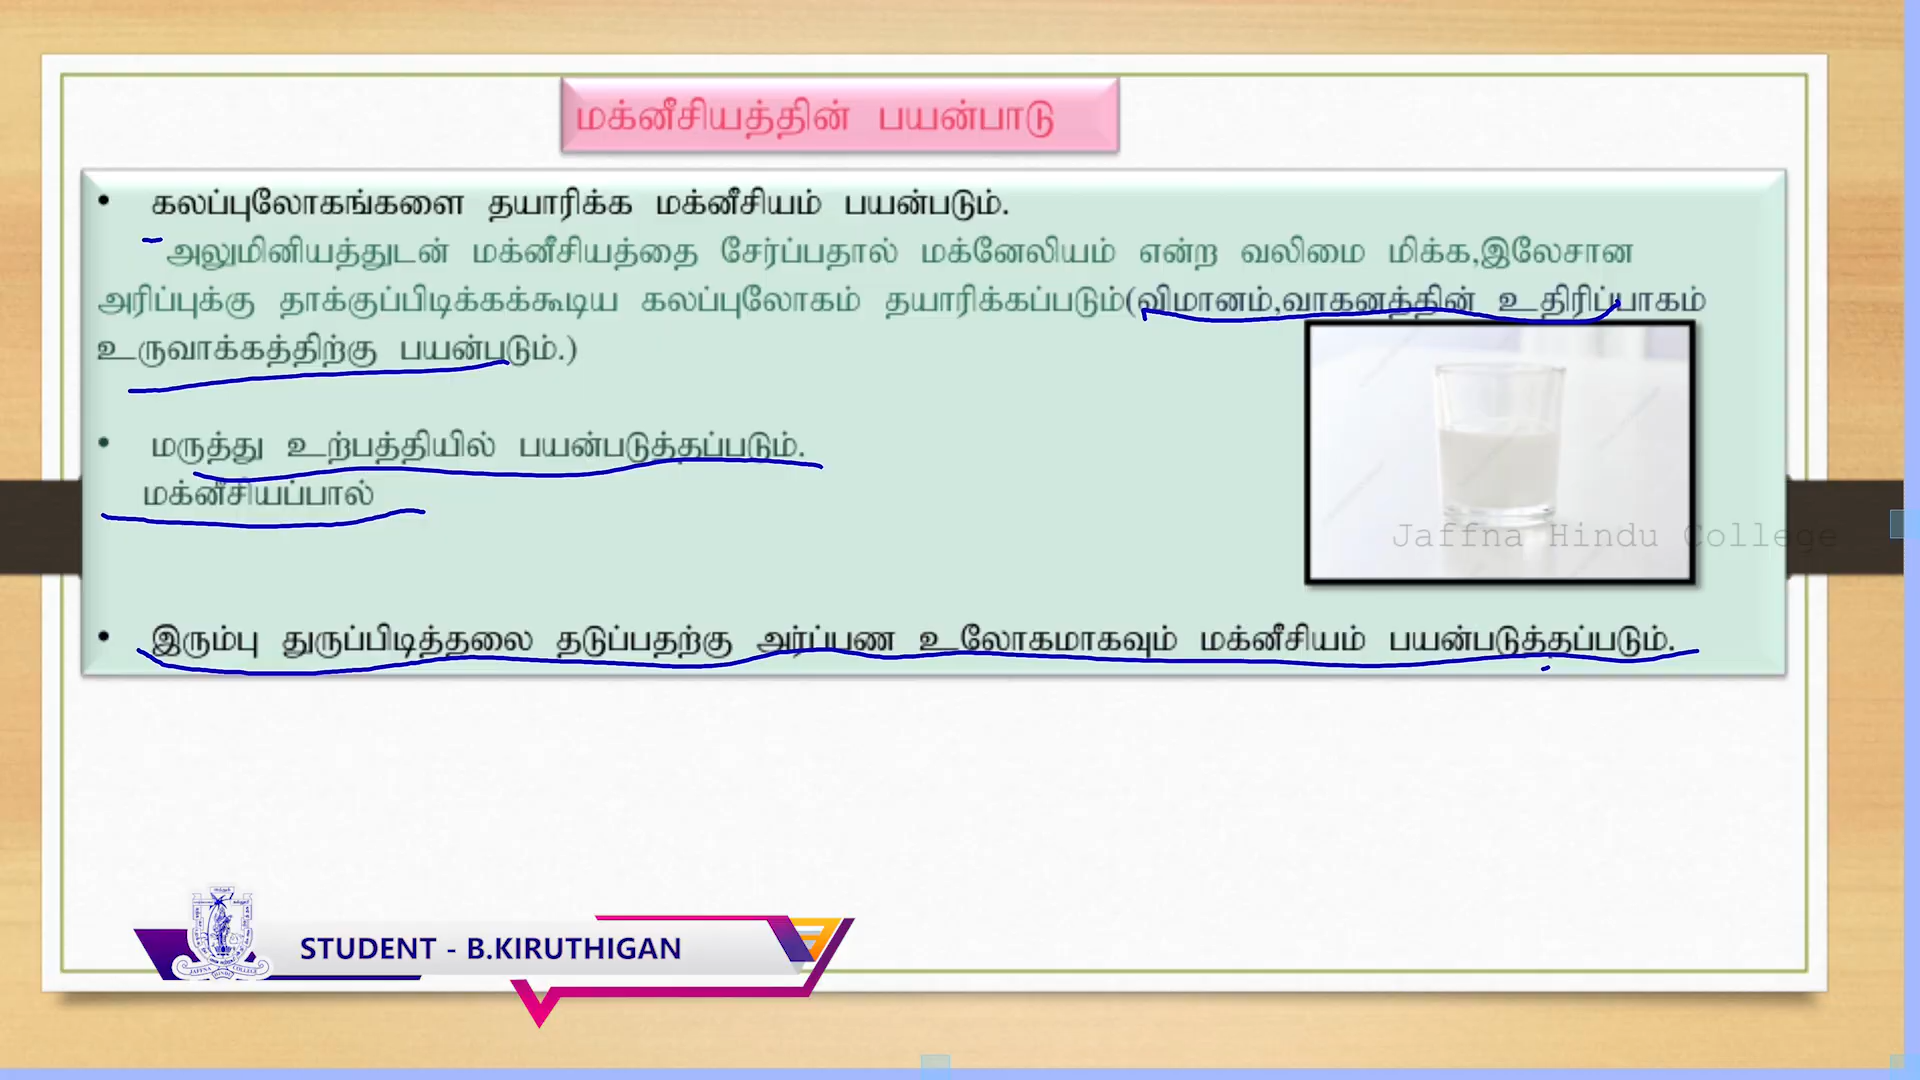 மக்னீசியத்தின் பயன்பாடு
• கலப்புலோகங்களை தயாரிக்க மக்னீசியம் பயன்படும்.
அலுமினியத்துடன் மக்னீசியத்தை சேர்ப்பதால் மக்னேலியம் என்ற வலிமை மிக்க,இலேசான
அரிப்புக்கு தாக்குப்பிடிக்கக்கூடிய கலப்புலோகம் தயாரிக்கப்படும்(விமானம்,வாகனத்தின் உதிரிப்பாகம்
உருவாக்கத்திற்கு பயன்படும்.)
• மருத்து உற்பத்தியில் பயன்படுத்தப்படும்.
மக்னீசியப்பால்
Jaffna Hindu College
• இரும்பு துருப்பிடித்தலை தடுப்பதற்கு அர்ப்பண உலோகமாகவும் மக்னீசியம் பயன்படுத்தப்படும்.
STUDENT - B.KIRUTHIGAN
JAFFNA HINDU COLLEGE